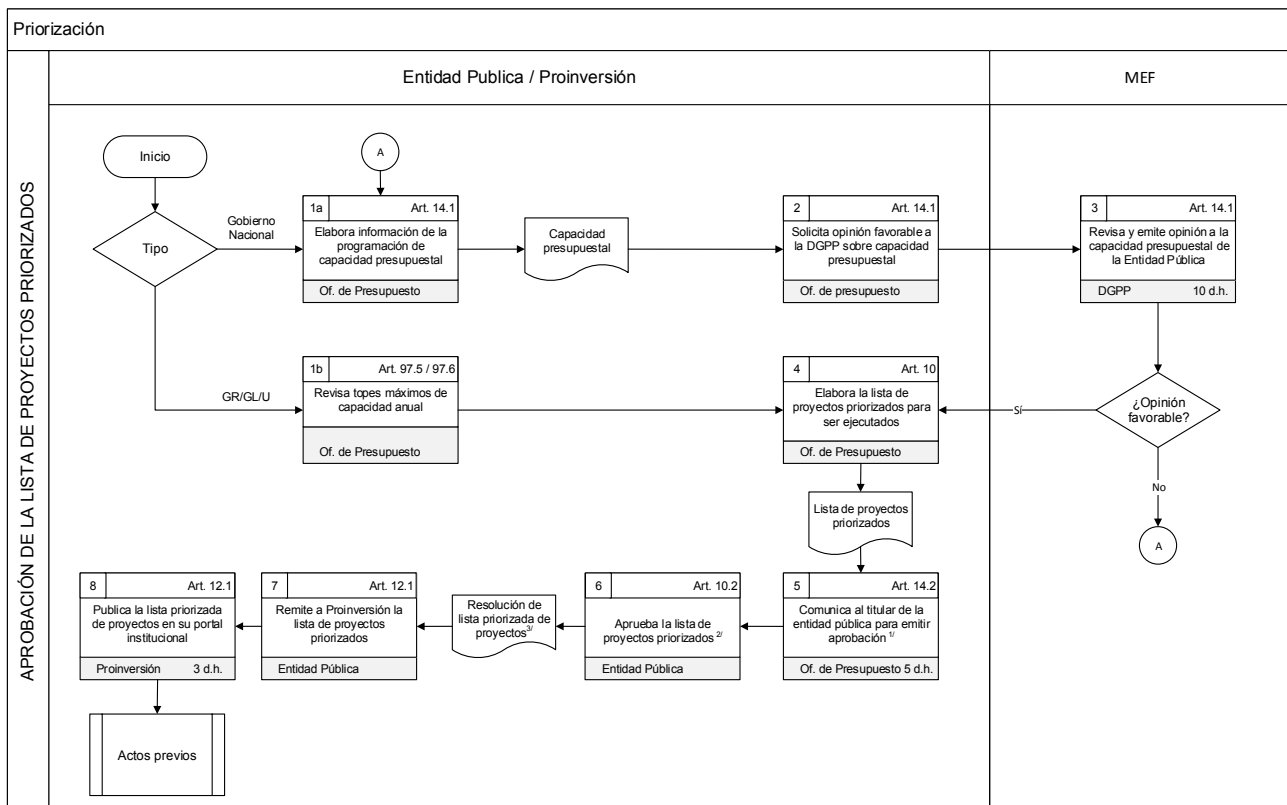 Priorización
APROBACIÓN DE LA LISTA DE PROYECTOS PRIORIZADOS
Entidad Publica / Proinversión
MEF
Inicio
A
Tipo
Gobierno
Nacional
1a
Art. 14.1
Elabora información de la
programación de
capacidad presupuestal
Of. de Presupuesto
Capacidad
presupuestal
2
Art. 14.1
Solicita opinión favorable a
la DGPP sobre capacidad
presupuestal
Of. de presupuesto
3
Art. 14.1
Revisa y emite opinión a la
capacidad presupuestal de
la Entidad Pública
DGPP 10 d.h.
GR/GL/U
1b
Art. 97.5 / 97.6
Revisa topes máximos de
capacidad anual
Of. de Presupuesto
4
Art. 10
Elabora la lista de
proyectos priorizados para
ser ejecutados
Of. de Presupuesto
Sí
¿Opinión
favorable?
No
A
Lista de proyectos
priorizados
8
Art. 12.1
Publica la lista priorizada
de proyectos en su portal
institucional
Proinversión 3 d.h.
7
Art. 12.1
Remite a Proinversión la
lista de proyectos
priorizados
Entidad Pública
Resolución de
lista priorizada de
proyectos 3/
6
Art. 10.2
Aprueba la lista de
proyectos priorizados 2/
Entidad Pública
5
Art. 14.2
Comunica al titular de la
entidad pública para emitir
aprobación 1/
Of. de Presupuesto 5 d.h.
Actos previos